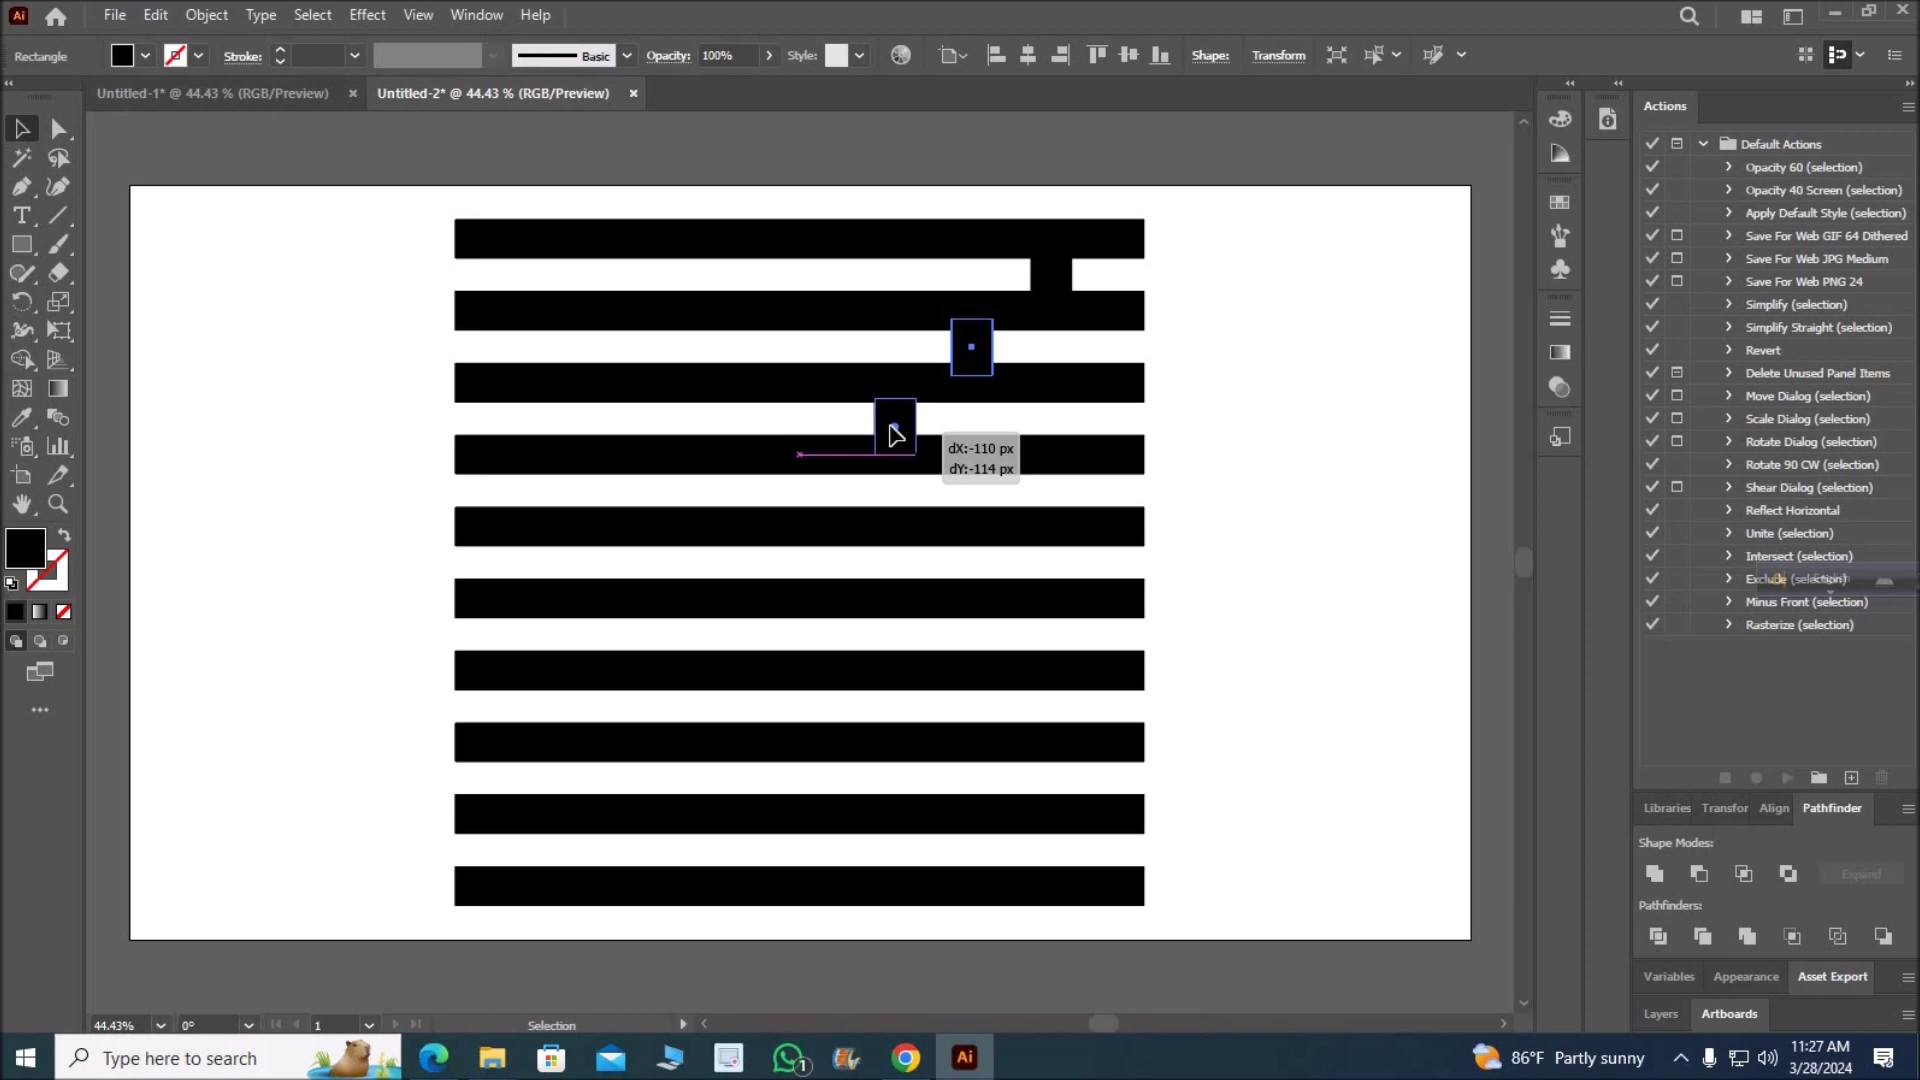 Ai
File Edit Object Type Select Effect View Window Help
Rectangle Stroke: Basic Opacity: 100% Style: Shape: Transform
Untitled-1* @ 44.43 % (RGB/Preview) × Untitled-2* @ 44.43 % (RGB/Preview) ×
Actions
Default Actions
Opacity 60 (selection)
Opacity 40 Screen (selection)
Apply Default Style (selection)
Save For Web GIF 64 Dithered
Save For Web JPG Medium
Save For Web PNG 24
Simplify (selection)
Simplify Straight (selection)
Revert
Delete Unused Panel Items
Move Dialog (selection)
Scale Dialog (selection)
Rotate Dialog (selection)
Rotate 90 CW (selection)
Shear Dialog (selection)
Reflect Horizontal
Unite (selection)
Intersect (selection)
Exclude (selection)
Minus Front (selection)
Rasterize (selection)
dX:-110 px
dY:-114 px
Libraries Transfor Align Pathfinder
Shape Modes:
Expand
Pathfinders:
Variables Appearance Asset Export
Layers Artboards
44.43% 0° 1 Selection
Type here to search
1
Ai
86°F Partly sunny
11:27 AM
3/28/2024